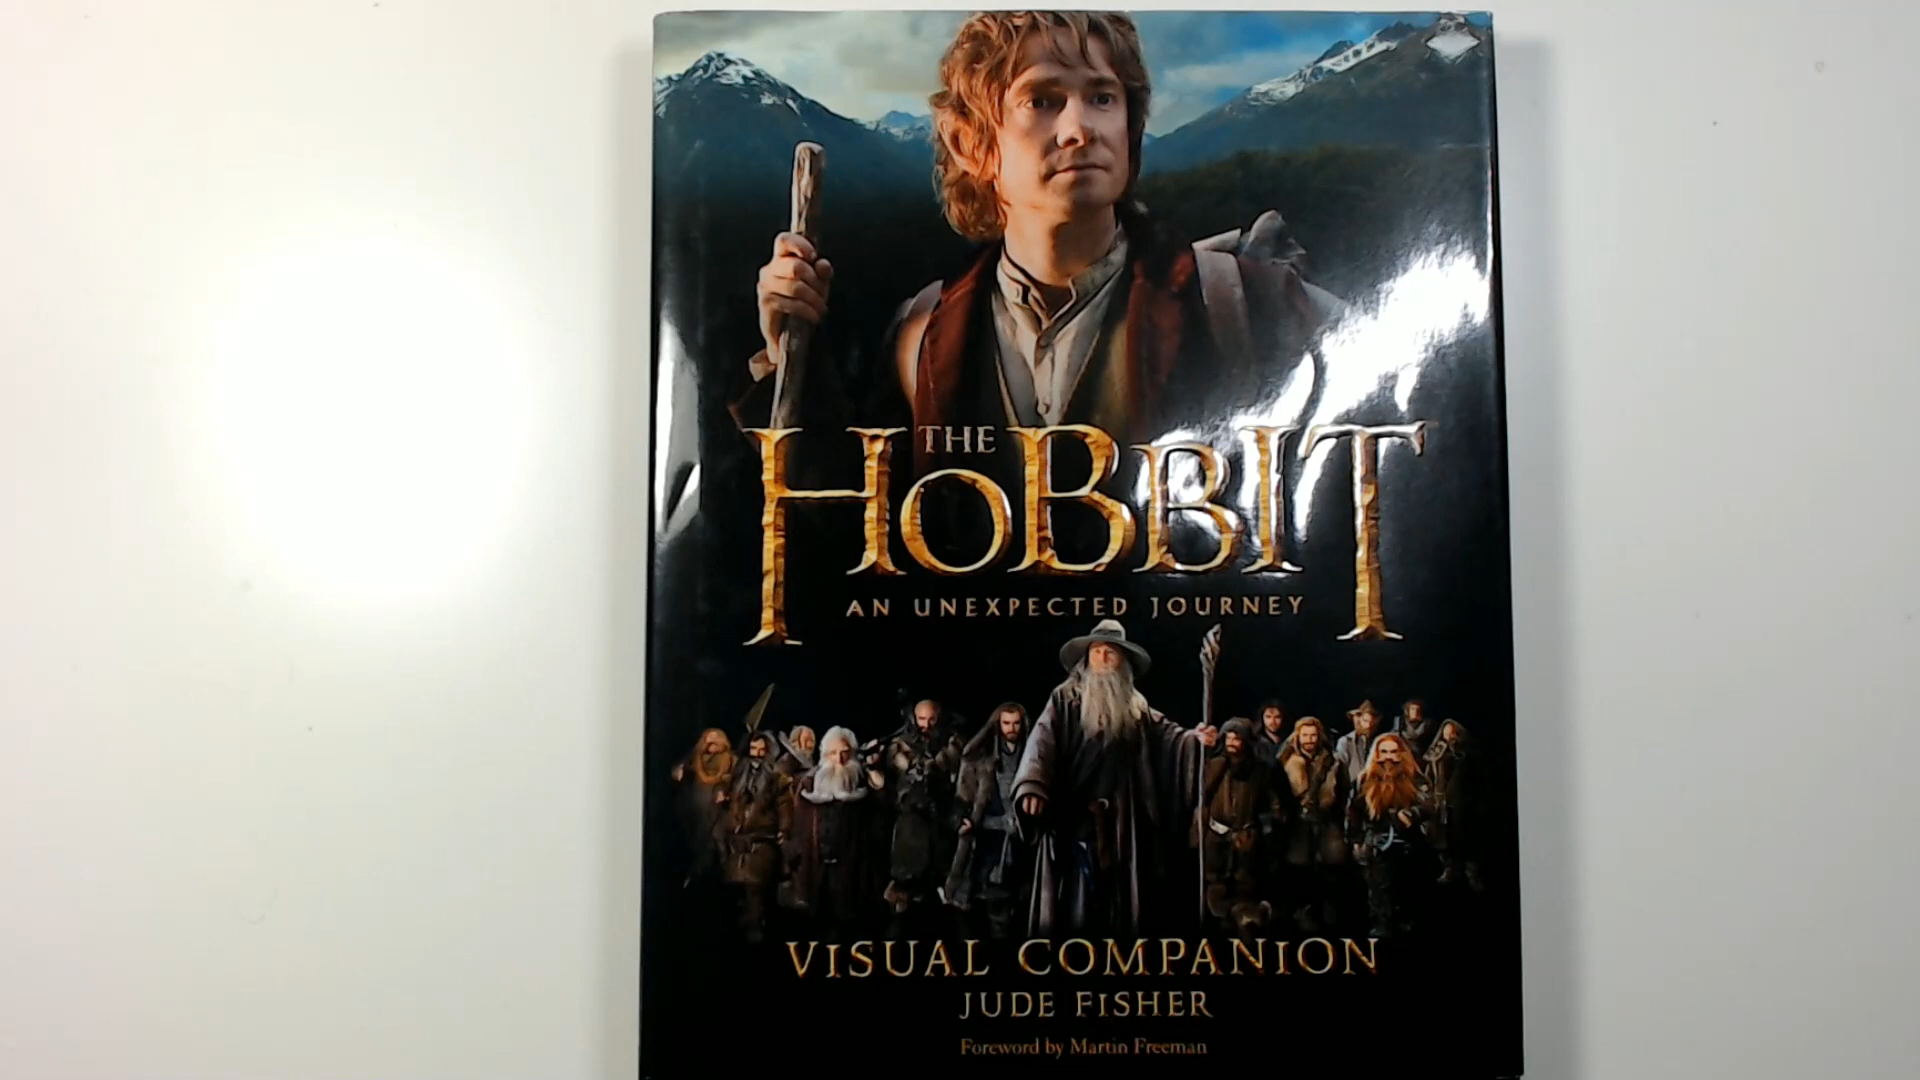 THE
HOBBIT
AN UNEXPECTED JOURNEY
VISUAL COMPANION
JUDE FISHER
Foreword by Martin Freeman